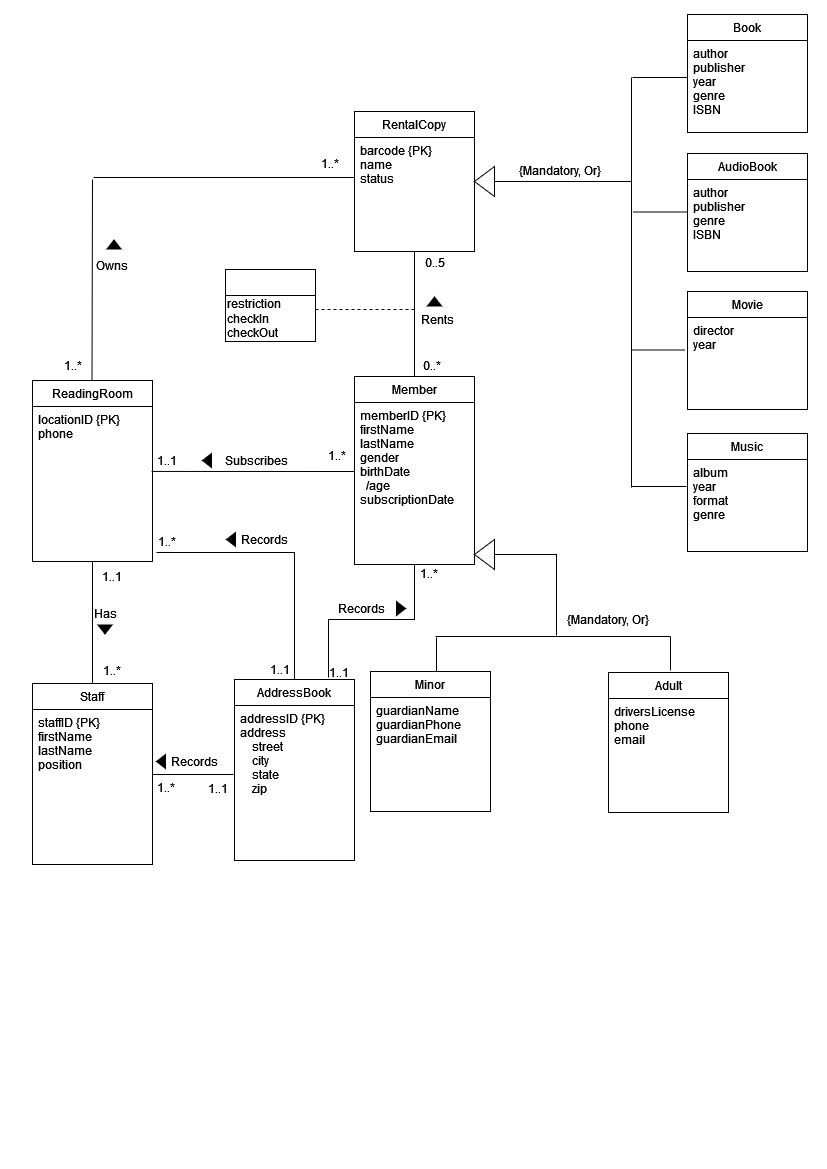 Book
author
publisher
year
genre
ISBN
RentalCopy
barcode {PK}
name
status
1..*
{Mandatory, Or}
AudioBook
author
publisher
genre
ISBN
Owns
0..5
restriction
checkIn
checkOut
Rents
Movie
director
year
1..*
0..*
ReadingRoom
locationID {PK}
phone
Member
memberID {PK}
firstName
lastName
gender
birthDate
/age
subscriptionDate
1..1
Subscribes
1..*
Music
album
year
format
genre
1..*
Records
1..1
1..*
Has
Records
{Mandatory, Or}
1..*
1..1
1..1
Staff
staffID {PK}
firstName
lastName
position
AddressBook
addressID {PK}
address
street
city
state
zip
Minor
guardianName
guardianPhone
guardianEmail
Adult
driversLicense
phone
email
Records
1..*
1..1